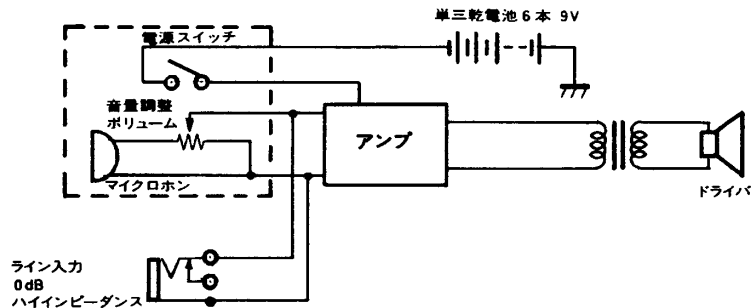 単三乾電池6本 9V
電源スイッチ
音量調整
ボリューム
アンプ
マイクロホン
ドライバ
ライン入力
0dB
ハイインピーダンス